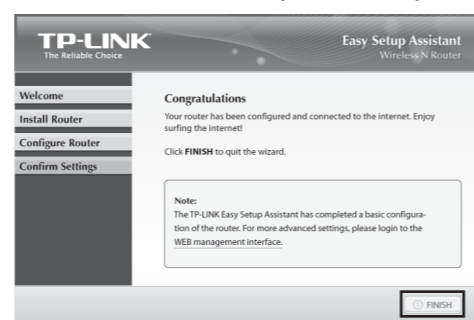 TP-LINK
The Reliable Choice
Easy Setup Assistant
Wireless N Router
Welcome
Install Router
Configure Router
Confirm Settings
Congratulations
Your router has been configured and connected to the internet. Enjoy
surfing the internet!
Click FINISH to quit the wizard.
Note:
The TP-LINK Easy Setup Assistant has completed a basic configura-
tion of the router. For more advanced settings, please login to the
WEB management interface.
FINISH